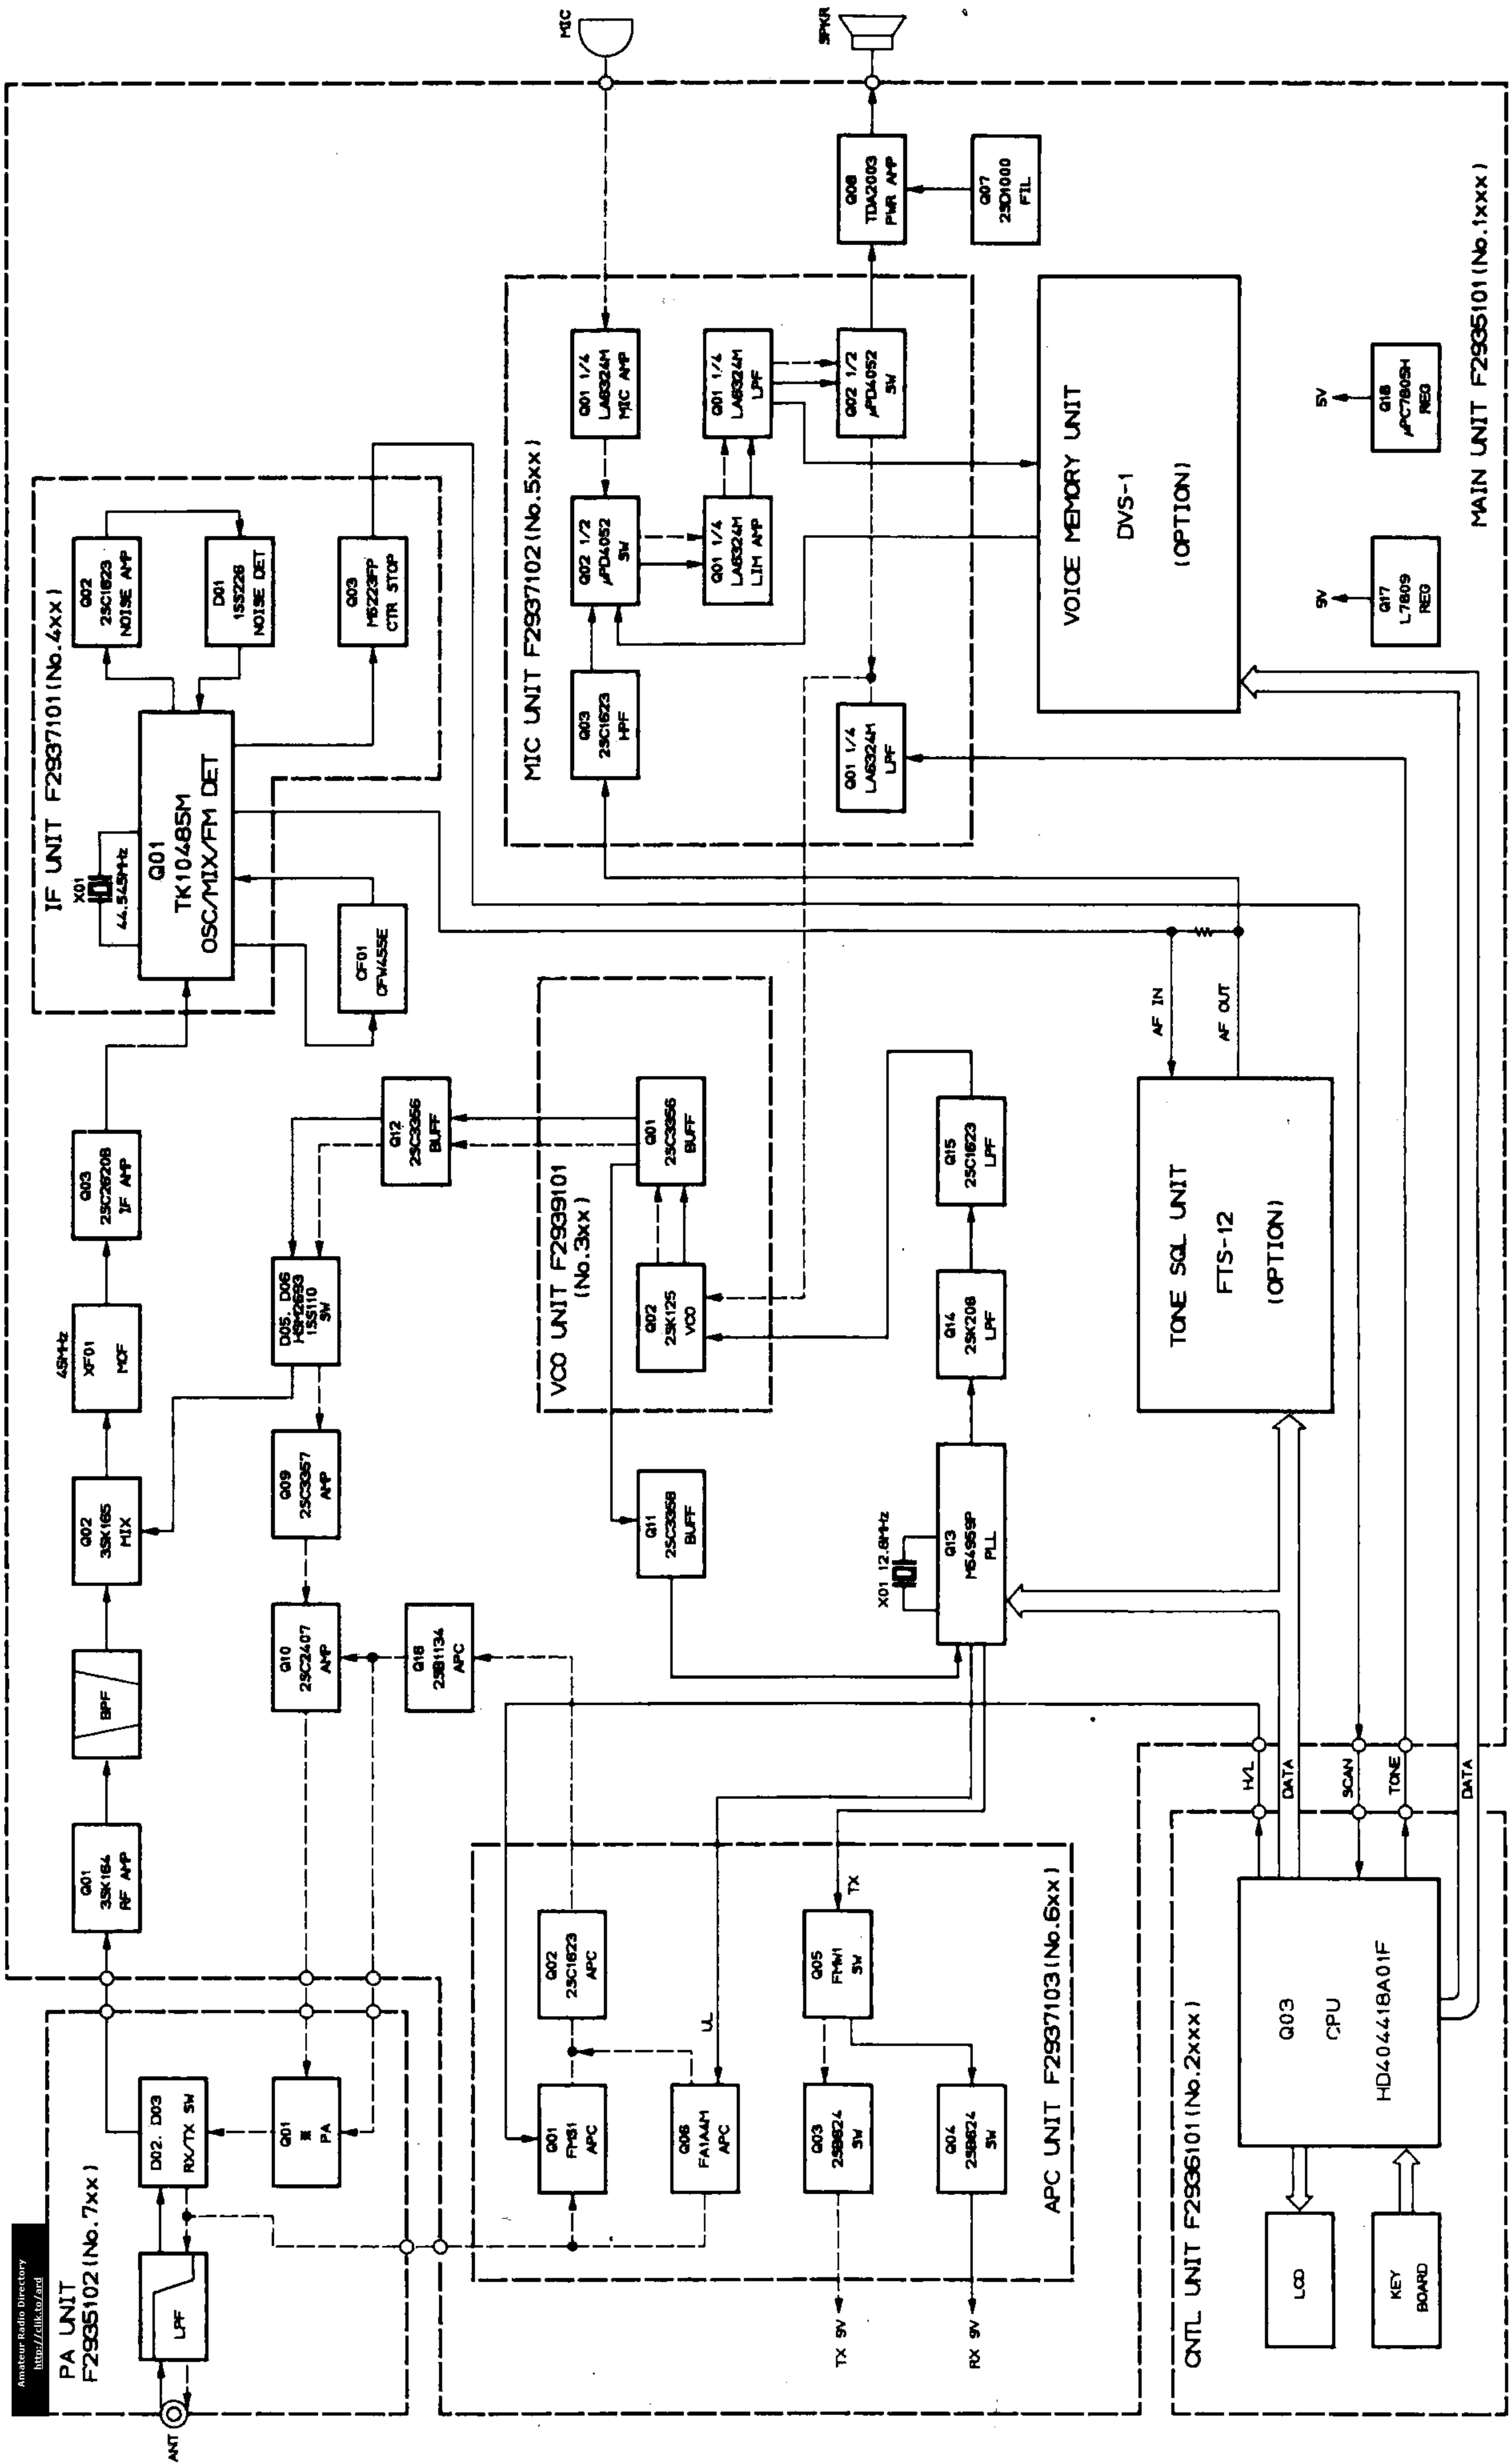 Amateur Radio Directory
http://clik.to/ard
PA UNIT
F2935102(No.7xx)
ANT
LPF
D02. D03
RX/TX SW
Q01
※
PA
Q01
3SK164
RF AMP
BPF
Q02
3SK165
MIX
45MHz
XF01
MCF
Q03
2SC2620B
IF AMP
IF UNIT F2937101(No.4xx)
X01
44.545MHz
Q01
TK10485M
OSC/MIX/FM DET
Q02
2SC1623
NOISE AMP
D01
1SS226
NOISE DET
Q03
M5223FP
CTR STOP
CF01
CFW455E
Q10
2SC2407
AMP
Q09
2SC3357
AMP
D05. D06
HSM2693
1SS110
SW
Q12
2SC3356
BUFF
Q16
2SB1134
APC
VCO UNIT F2939101
(No.3xx)
Q02
2SK125
VCO
Q01
2SC3356
BUFF
Q11
2SC3356
BUFF
X01 12.8MHz
Q13
M54959P
PLL
Q14
2SK208
LPF
Q15
2SC1623
LPF
MIC UNIT F2937102(No.5xx)
Q03
2SC1623
HPF
Q02 1/2
μPD4052
SW
Q01 1/4
LA6324M
MIC AMP
Q01 1/4
LA6324M
LIM AMP
Q01 1/4
LA6324M
LPF
Q01 1/4
LA6324M
LPF
Q02 1/2
μPD4052
SW
MIC
SPKR
Q08
TDA2003
PWR AMP
Q07
2SD1000
FIL
VOICE MEMORY UNIT
DVS-1
(OPTION)
AF IN
AF OUT
TONE SQL UNIT
FTS-12
(OPTION)
9V
Q17
L7809
REG
5V
Q18
μPC7805H
REG
MAIN UNIT F2935101(No.1xxx)
Q01
FMS1
APC
Q02
2SC1623
APC
UL
Q06
FA1A4M
APC
TX
Q05
FMW1
SW
Q03
2SB624
SW
Q04
2SB624
SW
TX 9V
RX 9V
APC UNIT F2937103(No.6xx)
H/L
DATA
SCAN
TONE
DATA
CNTL UNIT F2936101(No.2xxx)
LCD
KEY
BOARD
Q03
CPU
HD404418A01F